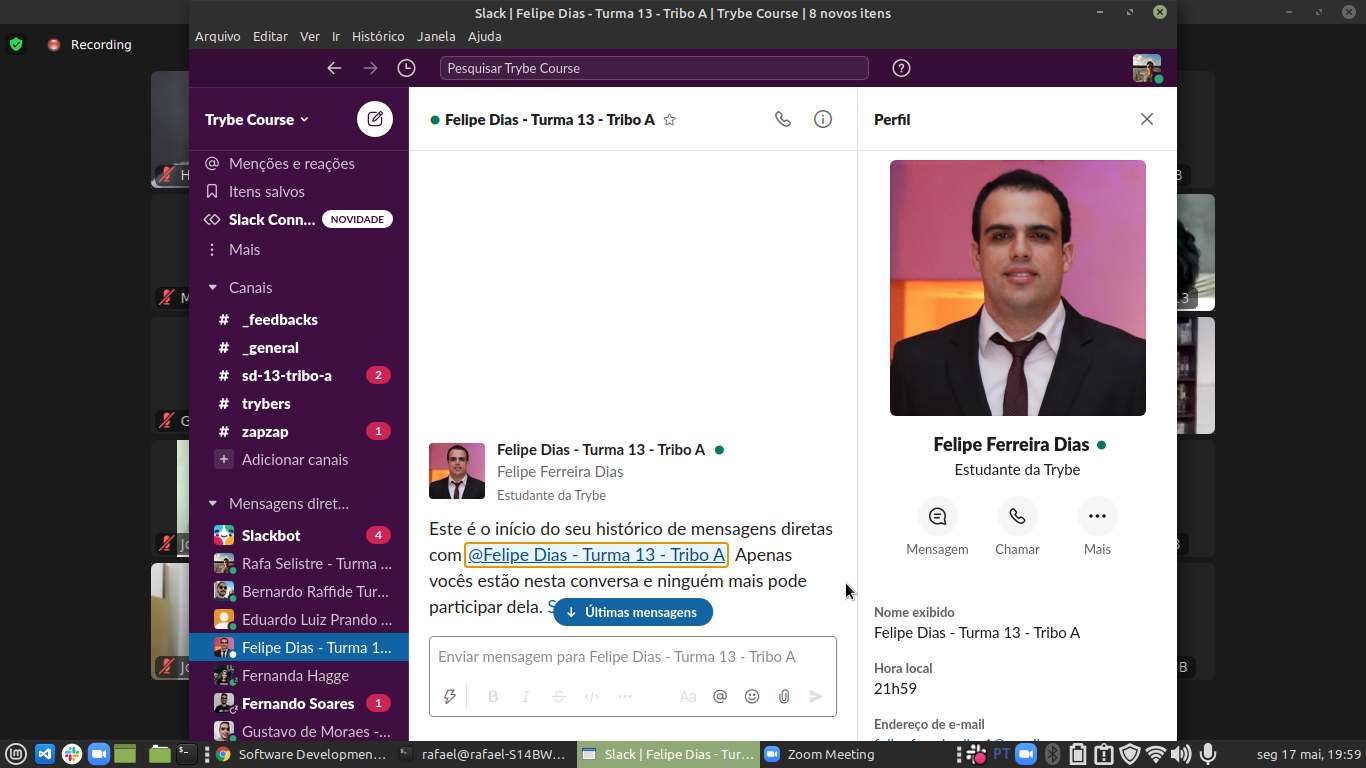 Slack | Felipe Dias - Turma 13 - Tribo A | Trybe Course | 8 novos itens
Recording
Arquivo Editar Ver Ir Histórico Janela Ajuda
Pesquisar Trybe Course
Trybe Course
Menções e reações
Itens salvos
Slack Conn... NOVIDADE
Mais
Canais
# _feedbacks
# _general
# sd-13-tribo-a 2
# trybers
# zapzap 1
+ Adicionar canais
Mensagens diret...
Slackbot 4
Rafa Selistre - Turma ...
Bernardo Raffide Tur...
Eduardo Luiz Prando ...
Felipe Dias - Turma 1...
Fernanda Hagge
Fernando Soares 1
Gustavo de Moraes -...
Felipe Dias - Turma 13 - Tribo A
Felipe Dias - Turma 13 - Tribo A
Felipe Ferreira Dias
Estudante da Trybe
Este é o início do seu histórico de mensagens diretas
com @Felipe Dias - Turma 13 - Tribo A Apenas
vocês estão nesta conversa e ninguém mais pode
participar dela.
Últimas mensagens
Enviar mensagem para Felipe Dias - Turma 13 - Tribo A
B I S </> ... Aa @
Perfil
Felipe Ferreira Dias
Estudante da Trybe
Mensagem Chamar Mais
Nome exibido
Felipe Dias - Turma 13 - Tribo A
Hora local
21h59
Endereço de e-mail
Software Developmen... rafael@rafael-S14BW... Slack | Felipe Dias - Tur... Zoom Meeting PT seg 17 mai, 19:59